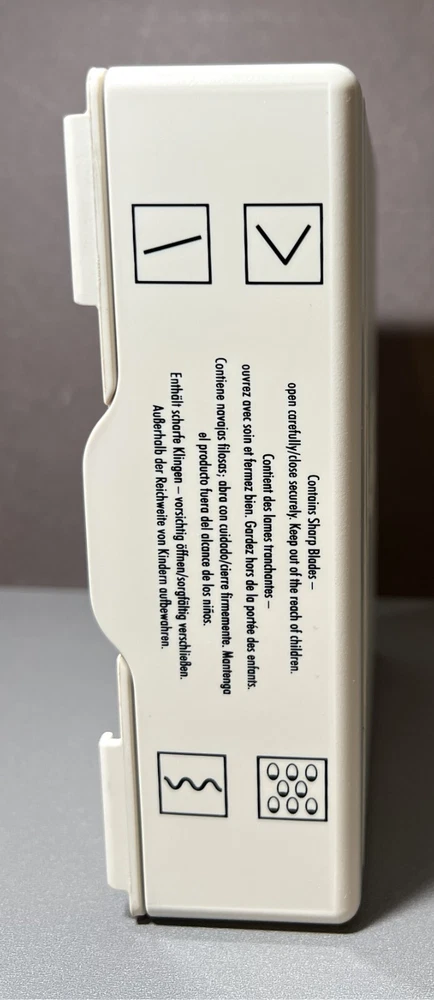 Contains Sharp Blades –
open carefully/close securely. Keep out of the reach of children.
Contient des lames tranchantes –
ouvrez avec soin et fermez bien. Gardez hors de la portée des enfants.
Contiene navajas filosas; abra con cuidado/cierre firmemente. Mantenga
el producto fuera del alcance de los niños.
Enthält scharfe Klingen – vorsichtig öffnen/sorgfältig verschließen.
Außerhalb der Reichweite von Kindern aufbewahren.